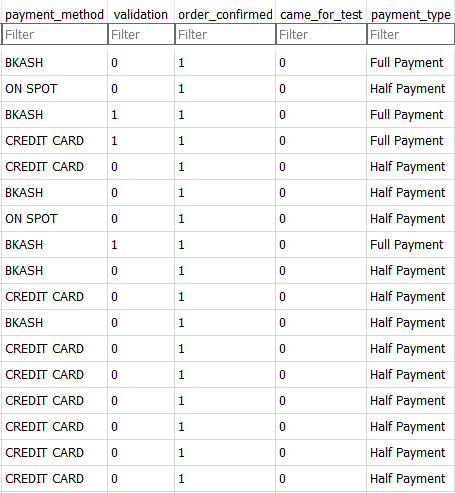 payment_method validation order_confirmed came_for_test payment_type
Filter Filter Filter Filter Filter
BKASH 0 1 0 Full Payment
ON SPOT 0 1 0 Half Payment
BKASH 1 1 0 Full Payment
CREDIT CARD 1 1 0 Full Payment
CREDIT CARD 0 1 0 Half Payment
BKASH 0 1 0 Half Payment
ON SPOT 0 1 0 Half Payment
BKASH 1 1 0 Full Payment
BKASH 0 1 0 Half Payment
CREDIT CARD 0 1 0 Half Payment
BKASH 0 1 0 Half Payment
CREDIT CARD 0 1 0 Half Payment
CREDIT CARD 0 1 0 Half Payment
CREDIT CARD 0 1 0 Half Payment
CREDIT CARD 0 1 0 Half Payment
CREDIT CARD 0 1 0 Half Payment
CREDIT CARD 0 1 0 Half Payment